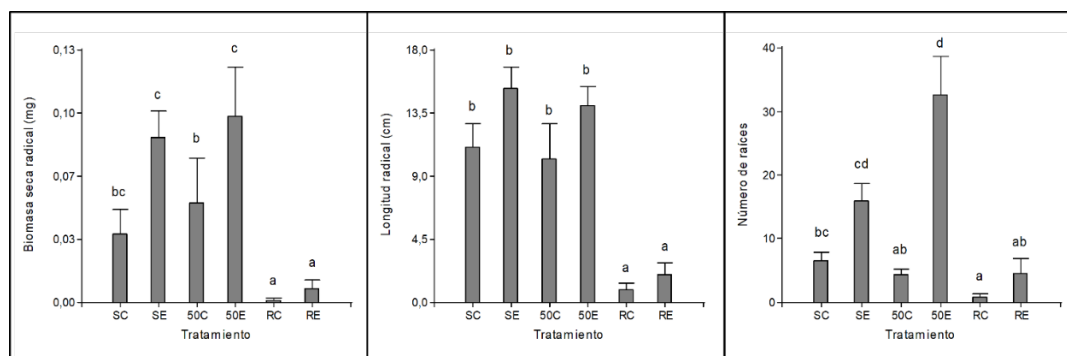 Biomasa seca radical (mg)
0,13
0,10
0,07
0,03
0,00
bc
c
b
c
a
a
SC SE 50C 50E RC RE
Tratamiento
Longitud radical (cm)
18,0
13,5
9,0
4,5
0,0
b
b
b
b
a
a
SC SE 50C 50E RC RE
Tratamiento
Número de raíces
40
30
20
10
0
bc
cd
ab
d
a
ab
SC SE 50C 50E RC RE
Tratamiento